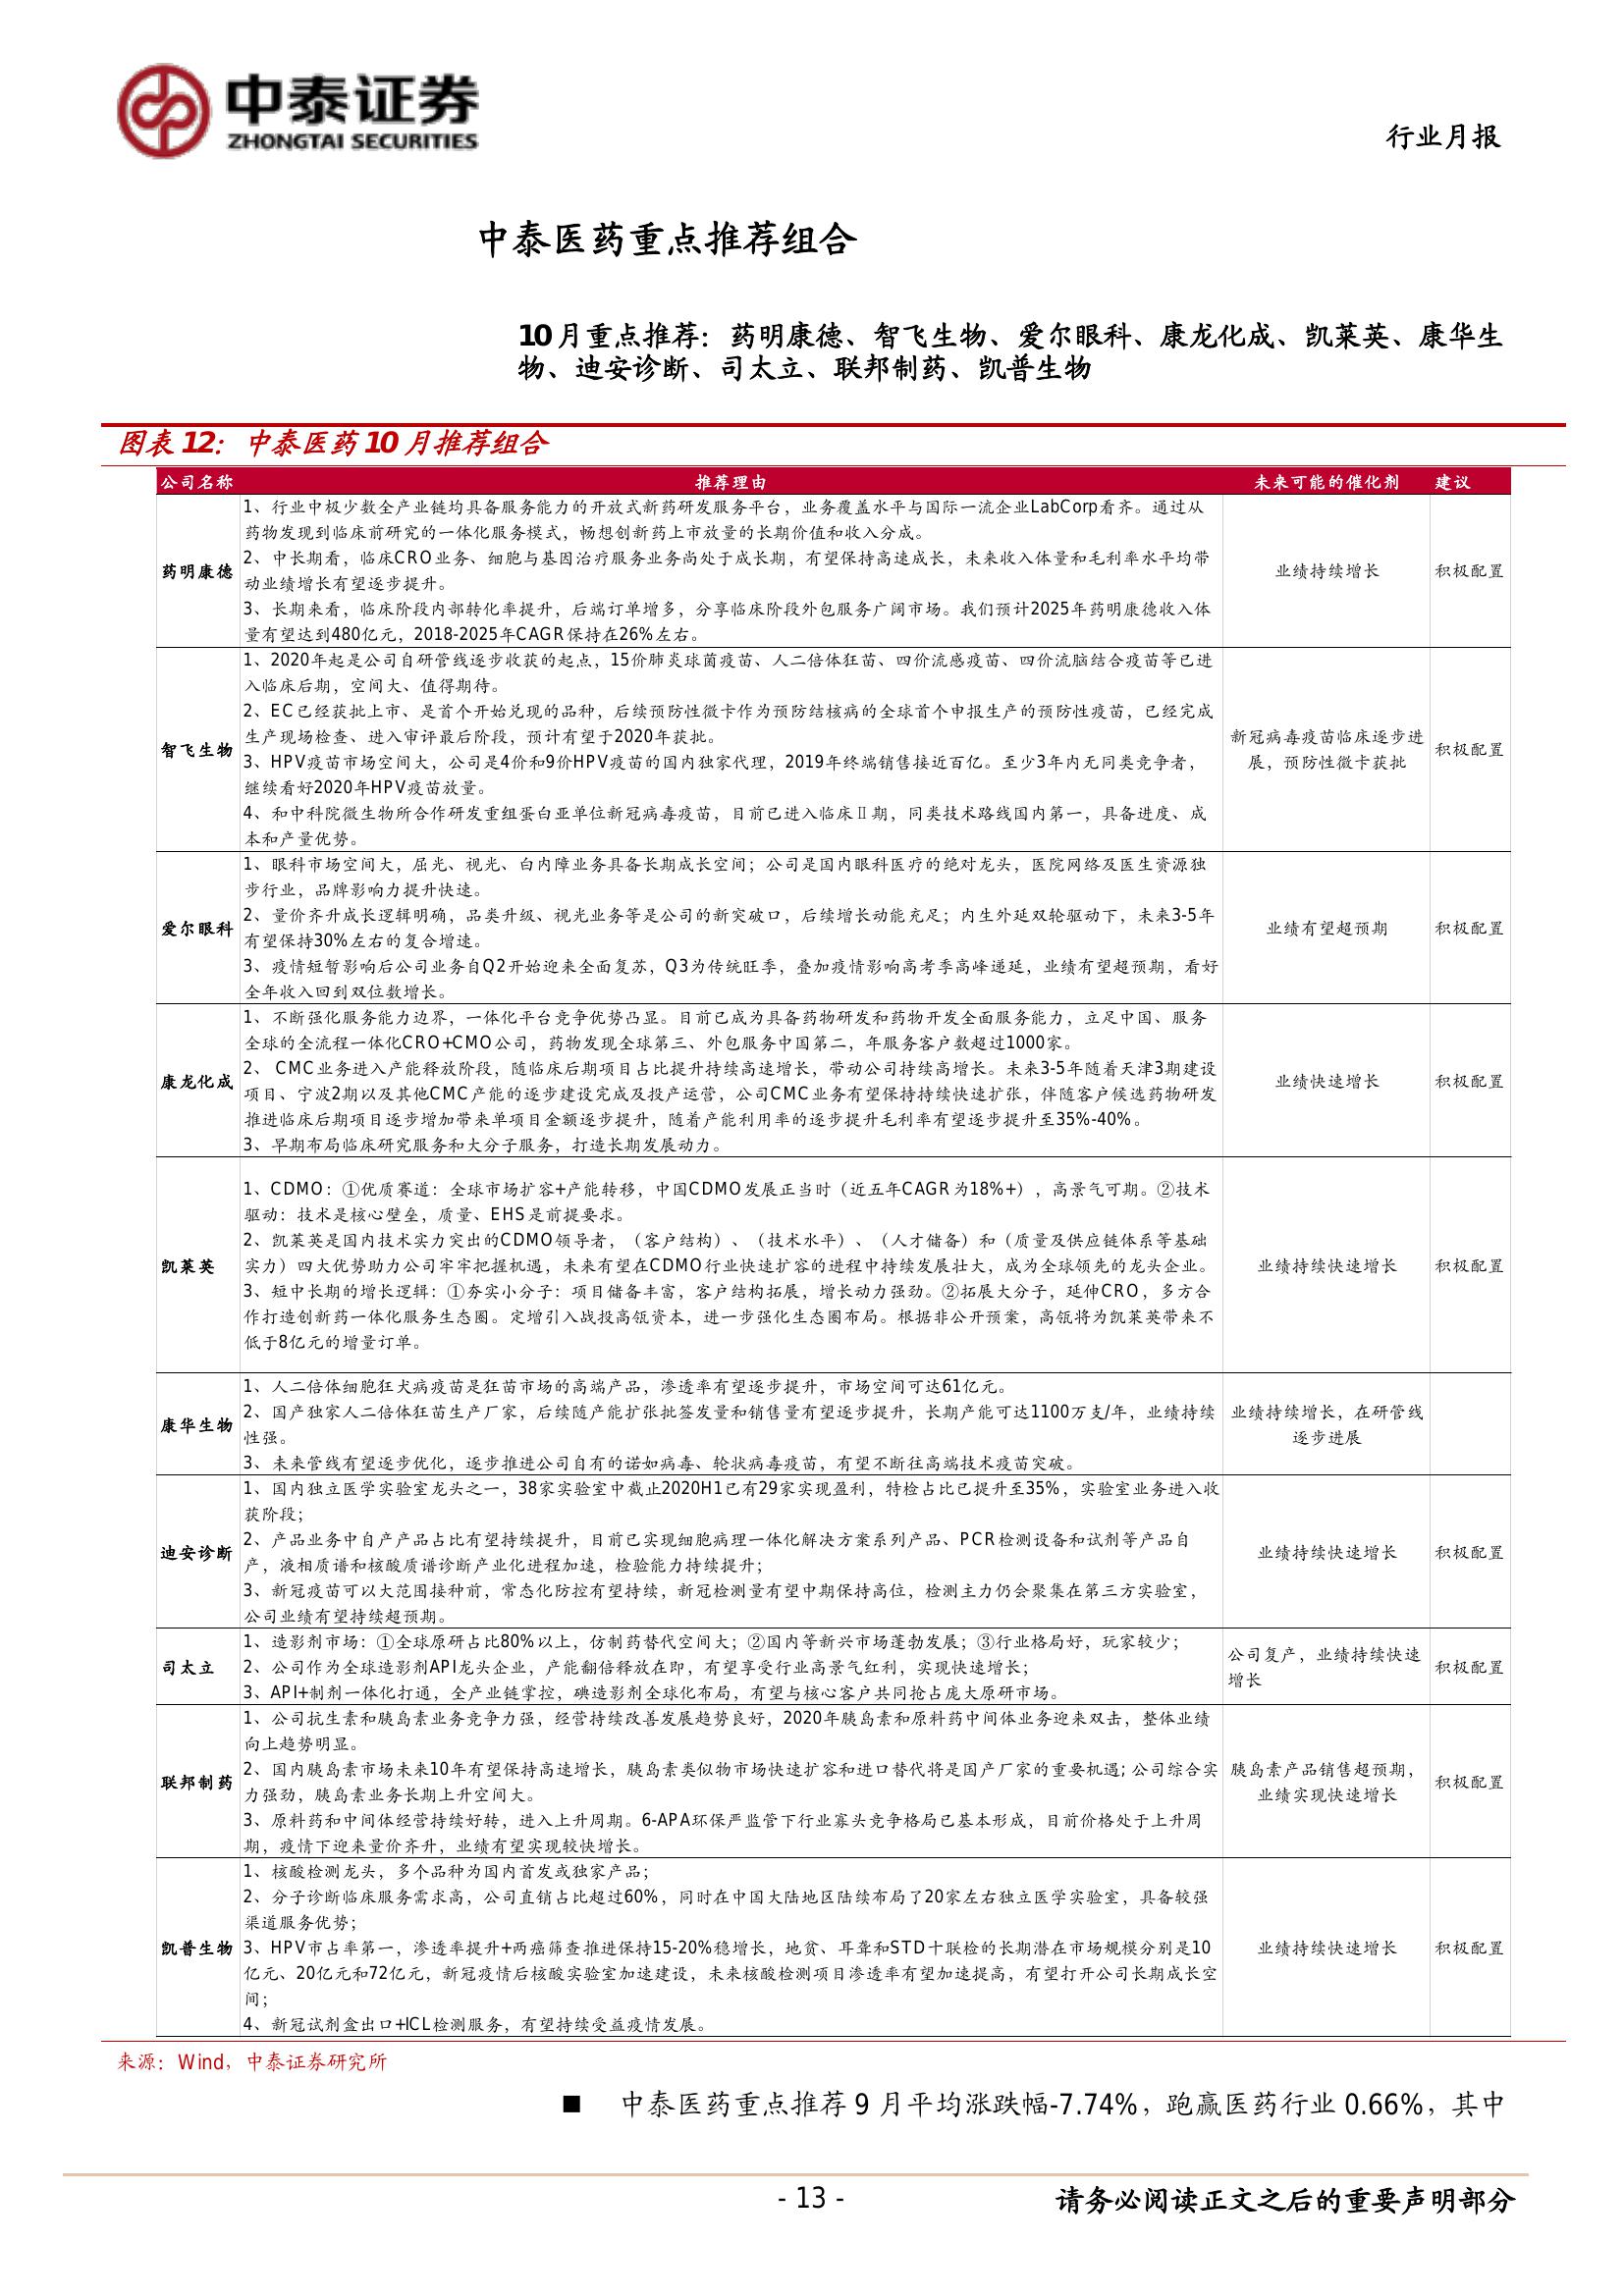 中泰证券
ZHONGTAI SECURITIES
行业月报
中泰医药重点推荐组合
10 月重点推荐：药明康德、智飞生物、爱尔眼科、康龙化成、凯莱英、康华生
物、迪安诊断、司太立、联邦制药、凯普生物
图表 12：中泰医药 10 月推荐组合
公司名称 推荐理由 未来可能的催化剂 建议
1、行业中极少数全产业链均具备服务能力的开放式新药研发服务平台，业务覆盖水平与国际一流企业LabCorp看齐。通过从
药物发现到临床前研究的一体化服务模式，畅想创新药上市放量的长期价值和收入分成。
2、中长期看，临床CRO业务、细胞与基因治疗服务业务尚处于成长期，有望保持高速成长，未来收入体量和毛利率水平均带
药明康德 业绩持续增长 积极配置
动业绩增长有望逐步提升。
3、长期来看，临床阶段内部转化率提升，后端订单增多，分享临床阶段外包服务广阔市场。我们预计2025年药明康德收入体
量有望达到480亿元，2018-2025年CAGR保持在26%左右。
1、2020年起是公司自研管线逐步收获的起点，15价肺炎球菌疫苗、人二倍体狂苗、四价流感疫苗、四价流脑结合疫苗等已进
入临床后期，空间大、值得期待。
2、EC已经获批上市、是首个开始兑现的品种，后续预防性微卡作为预防结核病的全球首个申报生产的预防性疫苗，已经完成
生产现场检查、进入审评最后阶段，预计有望于2020年获批。
智飞生物 新冠病毒疫苗临床逐步进
展，预防性微卡获批 积极配置
3、HPV疫苗市场空间大，公司是4价和9价HPV疫苗的国内独家代理，2019年终端销售接近百亿。至少3年内无同类竞争者，
继续看好2020年HPV疫苗放量。
4、和中科院微生物所合作研发重组蛋白亚单位新冠病毒疫苗，目前已进入临床Ⅱ期，同类技术路线国内第一，具备进度、成
本和产量优势。
1、眼科市场空间大，屈光、视光、白内障业务具备长期成长空间；公司是国内眼科医疗的绝对龙头，医院网络及医生资源独
步行业，品牌影响力提升快速。
2、量价齐升成长逻辑明确，品类升级、视光业务等是公司的新突破口，后续增长动能充足；内生外延双轮驱动下，未来3-5年
爱尔眼科 业绩有望超预期 积极配置
有望保持30%左右的复合增速。
3、疫情短暂影响后公司业务自Q2开始迎来全面复苏，Q3为传统旺季，叠加疫情影响高考季高峰递延，业绩有望超预期，看好
全年收入回到双位数增长。
1、不断强化服务能力边界，一体化平台竞争优势凸显。目前已成为具备药物研发和药物开发全面服务能力，立足中国、服务
全球的全流程一体化CRO+CMO公司，药物发现全球第三、外包服务中国第二，年服务客户数超过1000家。
2、 CMC业务进入产能释放阶段，随临床后期项目占比提升持续高速增长，带动公司持续高增长。未来3-5年随着天津3期建设
康龙化成 业绩快速增长 积极配置
项目、宁波2期以及其他CMC产能的逐步建设完成及投产运营，公司CMC业务有望保持持续快速扩张，伴随客户候选药物研发
推进临床后期项目逐步增加带来单项目金额逐步提升，随着产能利用率的逐步提升毛利率有望逐步提升至35%-40%。
3、早期布局临床研究服务和大分子服务，打造长期发展动力。
1、CDMO：①优质赛道：全球市场扩容+产能转移，中国CDMO发展正当时（近五年CAGR为18%+），高景气可期。②技术
驱动：技术是核心壁垒，质量、EHS是前提要求。
2、凯莱英是国内技术实力突出的CDMO领导者，（客户结构）、（技术水平）、（人才储备）和（质量及供应链体系等基础
凯莱英 业绩持续快速增长 积极配置
实力）四大优势助力公司牢牢把握机遇，未来有望在CDMO行业快速扩容的进程中持续发展壮大，成为全球领先的龙头企业。
3、短中长期的增长逻辑：①夯实小分子：项目储备丰富，客户结构拓展，增长动力强劲。②拓展大分子，延伸CRO，多方合
作打造创新药一体化服务生态圈。定增引入战投高瓴资本，进一步强化生态圈布局。根据非公开预案，高瓴将为凯莱英带来不
低于8亿元的增量订单。
1、人二倍体细胞狂犬病疫苗是狂苗市场的高端产品，渗透率有望逐步提升，市场空间可达61亿元。
2、国产独家人二倍体狂苗生产厂家，后续随产能扩张批签发量和销售量有望逐步提升，长期产能可达1100万支/年，业绩持续
康华生物 业绩持续增长，在研管线
逐步进展
性强。
3、未来管线有望逐步优化，逐步推进公司自有的诺如病毒、轮状病毒疫苗，有望不断往高端技术疫苗突破。
1、国内独立医学实验室龙头之一，38家实验室中截止2020H1已有29家实现盈利，特检占比已提升至35%，实验室业务进入收
获阶段；
2、产品业务中自产产品占比有望持续提升，目前已实现细胞病理一体化解决方案系列产品、PCR检测设备和试剂等产品自
迪安诊断 业绩持续快速增长 积极配置
产，液相质谱和核酸质谱诊断产业化进程加速，检验能力持续提升；
3、新冠疫苗可以大范围接种前，常态化防控有望持续，新冠检测量有望中期保持高位，检测主力仍会聚集在第三方实验室，
公司业绩有望持续超预期。
1、造影剂市场：①全球原研占比80%以上，仿制药替代空间大；②国内等新兴市场蓬勃发展；③行业格局好，玩家较少；
司太立 公司复产，业绩持续快速
增长 积极配置
2、公司作为全球造影剂API龙头企业，产能翻倍释放在即，有望享受行业高景气红利，实现快速增长；
3、API+制剂一体化打通，全产业链掌控，碘造影剂全球化布局，有望与核心客户共同抢占庞大原研市场。
1、公司抗生素和胰岛素业务竞争力强，经营持续改善发展趋势良好，2020年胰岛素和原料药中间体业务迎来双击，整体业绩
向上趋势明显。
2、国内胰岛素市场未来10年有望保持高速增长，胰岛素类似物市场快速扩容和进口替代将是国产厂家的重要机遇；公司综合实
联邦制药 胰岛素产品销售超预期，
业绩实现快速增长 积极配置
力强劲，胰岛素业务长期上升空间大。
3、原料药和中间体经营持续好转，进入上升周期。6-APA环保严监管下行业寡头竞争格局已基本形成，目前价格处于上升周
期，疫情下迎来量价齐升，业绩有望实现较快增长。
1、核酸检测龙头，多个品种为国内首发或独家产品；
2、分子诊断临床服务需求高，公司直销占比超过60%，同时在中国大陆地区陆续布局了20家左右独立医学实验室，具备较强
渠道服务优势；
凯普生物 业绩持续快速增长 积极配置
3、HPV市占率第一，渗透率提升+两癌筛查推进保持15-20%稳增长，地贫、耳聋和STD十联检的长期潜在市场规模分别是10
亿元、20亿元和72亿元，新冠疫情后核酸实验室加速建设，未来核酸检测项目渗透率有望加速提高，有望打开公司长期成长空
间；
4、新冠试剂盒出口+ICL检测服务，有望持续受益疫情发展。
来源：Wind，中泰证券研究所
■ 中泰医药重点推荐 9 月平均涨跌幅-7.74%，跑赢医药行业 0.66%，其中
- 13 -
请务必阅读正文之后的重要声明部分